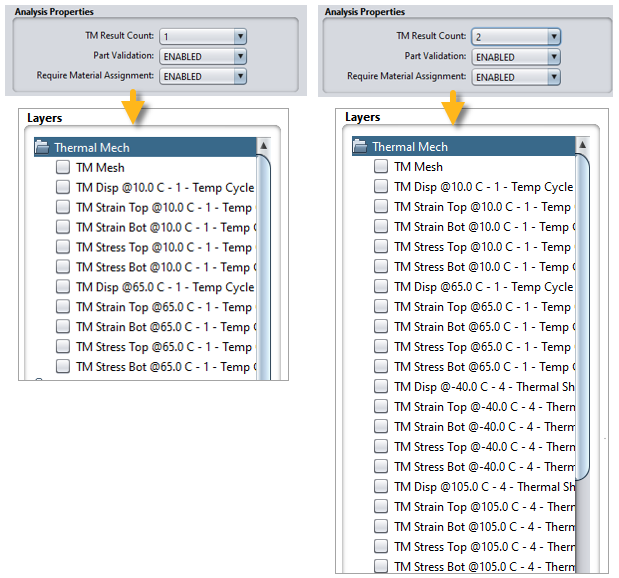 Analysis Properties
TM Result Count: 1
Part Validation: ENABLED
Require Material Assignment: ENABLED
Layers
Thermal Mech
TM Mesh
TM Disp @10.0 C - 1 - Temp Cycle
TM Strain Top @10.0 C - 1 - Temp
TM Strain Bot @10.0 C - 1 - Temp C
TM Stress Top @10.0 C - 1 - Temp
TM Stress Bot @10.0 C - 1 - Temp C
TM Disp @65.0 C - 1 - Temp Cycle
TM Strain Top @65.0 C - 1 - Temp
TM Strain Bot @65.0 C - 1 - Temp C
TM Stress Top @65.0 C - 1 - Temp
TM Stress Bot @65.0 C - 1 - Temp C
Analysis Properties
TM Result Count: 2
Part Validation: ENABLED
Require Material Assignment: ENABLED
Layers
Thermal Mech
TM Mesh
TM Disp @10.0 C - 1 - Temp Cycle
TM Strain Top @10.0 C - 1 - Temp
TM Strain Bot @10.0 C - 1 - Temp C
TM Stress Top @10.0 C - 1 - Temp
TM Stress Bot @10.0 C - 1 - Temp C
TM Disp @65.0 C - 1 - Temp Cycle
TM Strain Top @65.0 C - 1 - Temp
TM Strain Bot @65.0 C - 1 - Temp C
TM Stress Top @65.0 C - 1 - Temp
TM Stress Bot @65.0 C - 1 - Temp C
TM Disp @-40.0 C - 4 - Thermal Sh
TM Strain Top @-40.0 C - 4 - Therm
TM Strain Bot @-40.0 C - 4 - Therm
TM Stress Top @-40.0 C - 4 - Therm
TM Stress Bot @-40.0 C - 4 - Therm
TM Disp @105.0 C - 4 - Thermal Sh
TM Strain Top @105.0 C - 4 - Therm
TM Strain Bot @105.0 C - 4 - Therm
TM Stress Top @105.0 C - 4 - Therm
TM Stress Bot @105.0 C - 4 - Therm